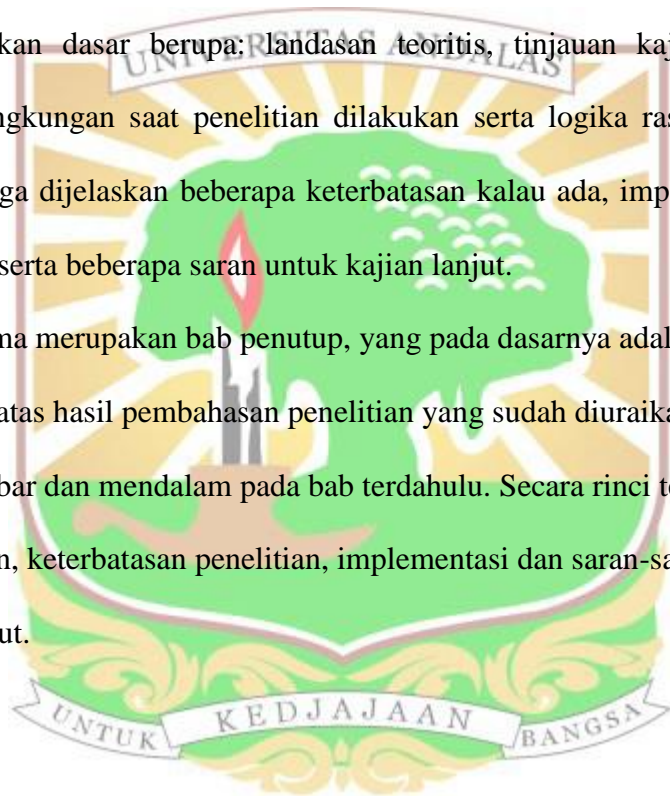 UNIVERSITAS ANDALAS
kan dasar berupa: landasan teoritis, tinjauan kaj
ngkungan saat penelitian dilakukan serta logika ras
ga dijelaskan beberapa keterbatasan kalau ada, imp
serta beberapa saran untuk kajian lanjut.
ma merupakan bab penutup, yang pada dasarnya adal
atas hasil pembahasan penelitian yang sudah diuraika
bar dan mendalam pada bab terdahulu. Secara rinci t
n, keterbatasan penelitian, implementasi dan saran-sa
ut.
UNTUK KEDJAJAAN BANGSA